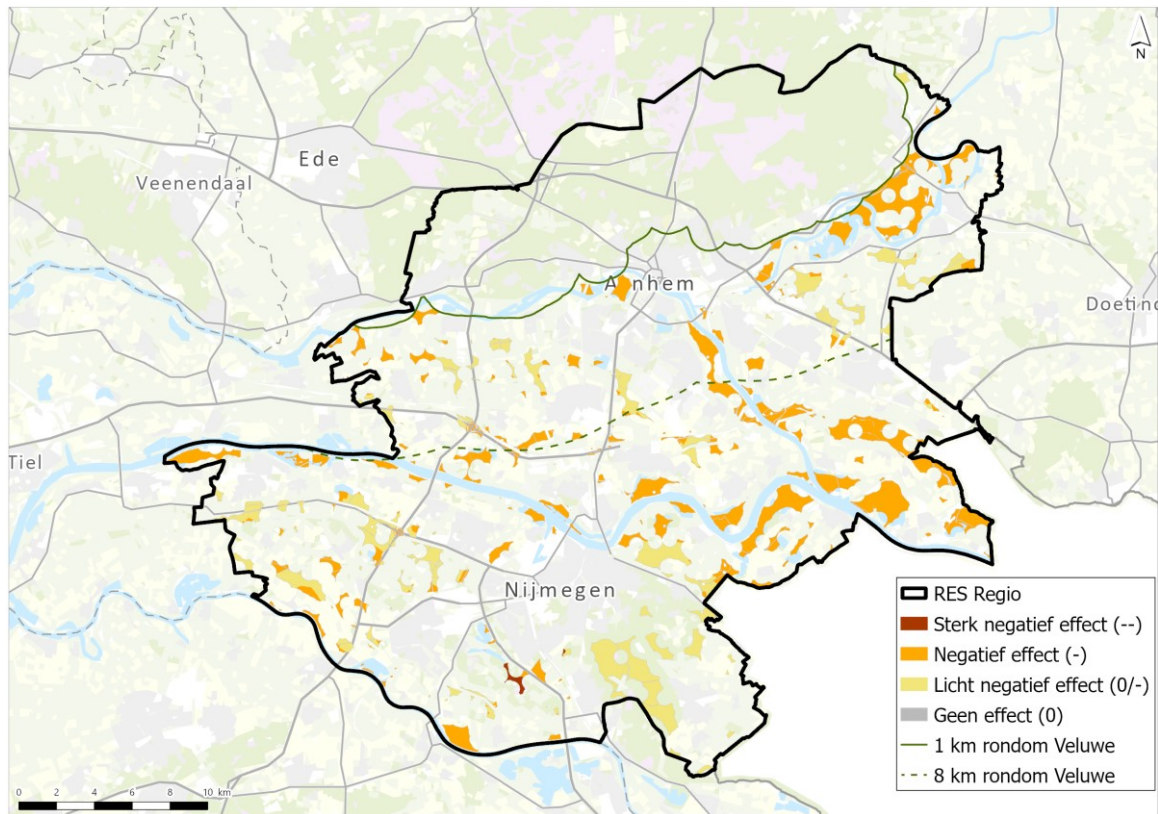 N
Ede
Veenendaal
Arnhem
Doetinc
Tiel
Nijmegen
RES Regio
Sterk negatief effect (--)
Negatief effect (-)
Licht negatief effect (0/-)
Geen effect (0)
1 km rondom Veluwe
8 km rondom Veluwe
0 2 4 6 8 10 km